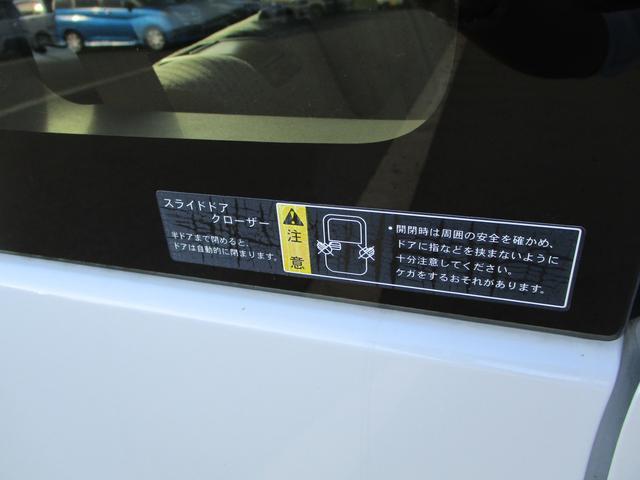 スライドドア
クローザー
半ドアまで閉めると、
ドアは自動的に閉まります。
注
意
・開閉時は周囲の安全を確かめ、
ドアに指などを挟まないように
十分注意してください。
ケガをするおそれがあります。